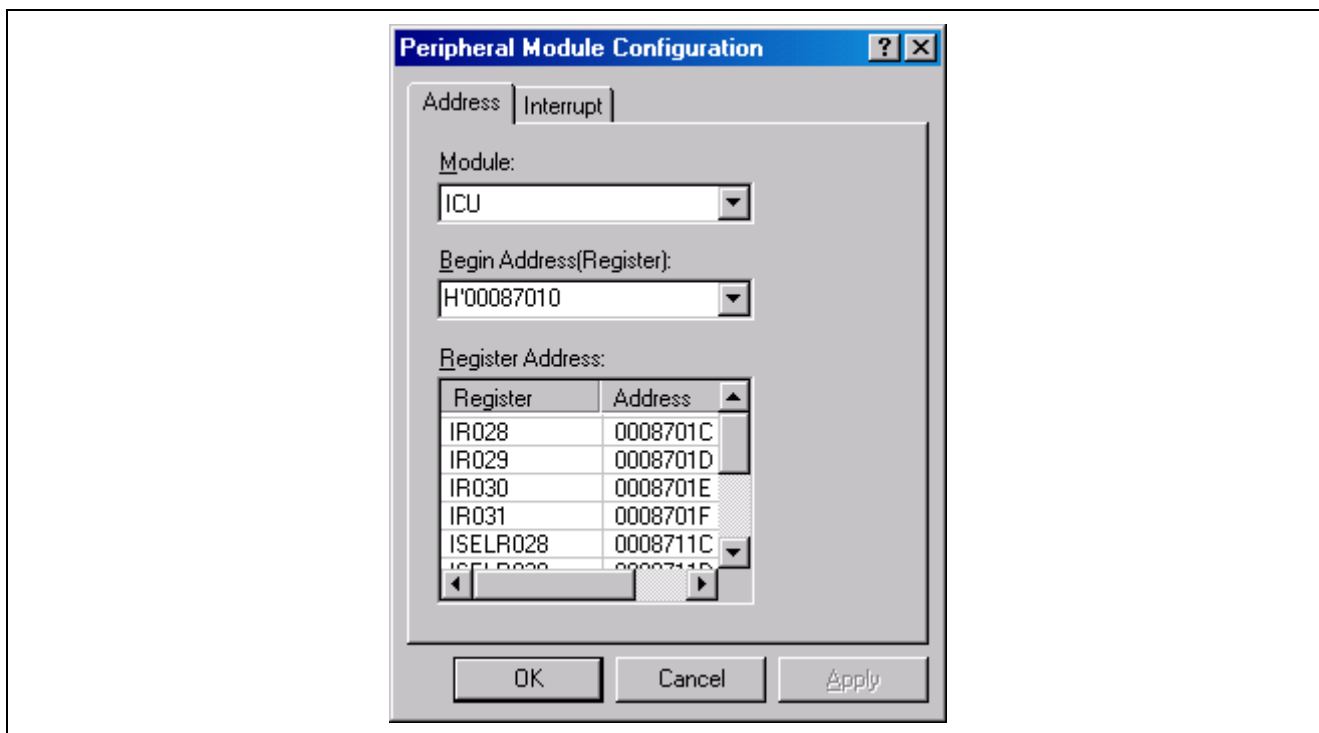 Peripheral Module Configuration
Address Interrupt
Module:
ICU
Begin Address(Register):
H'00087010
Register Address:
Register Address
IR028 0008701C
IR029 0008701D
IR030 0008701E
IR031 0008701F
ISELR028 0008711C
OK Cancel Apply